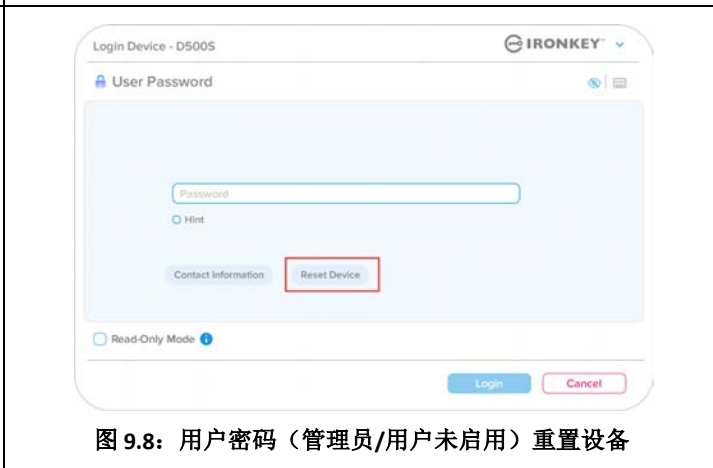 Login Device - D500S
IRONKEY
User Password
Password
Hint
Contact Information
Reset Device
Read-Only Mode
Login
Cancel
图 9.8：用户密码（管理员/用户未启用）重置设备